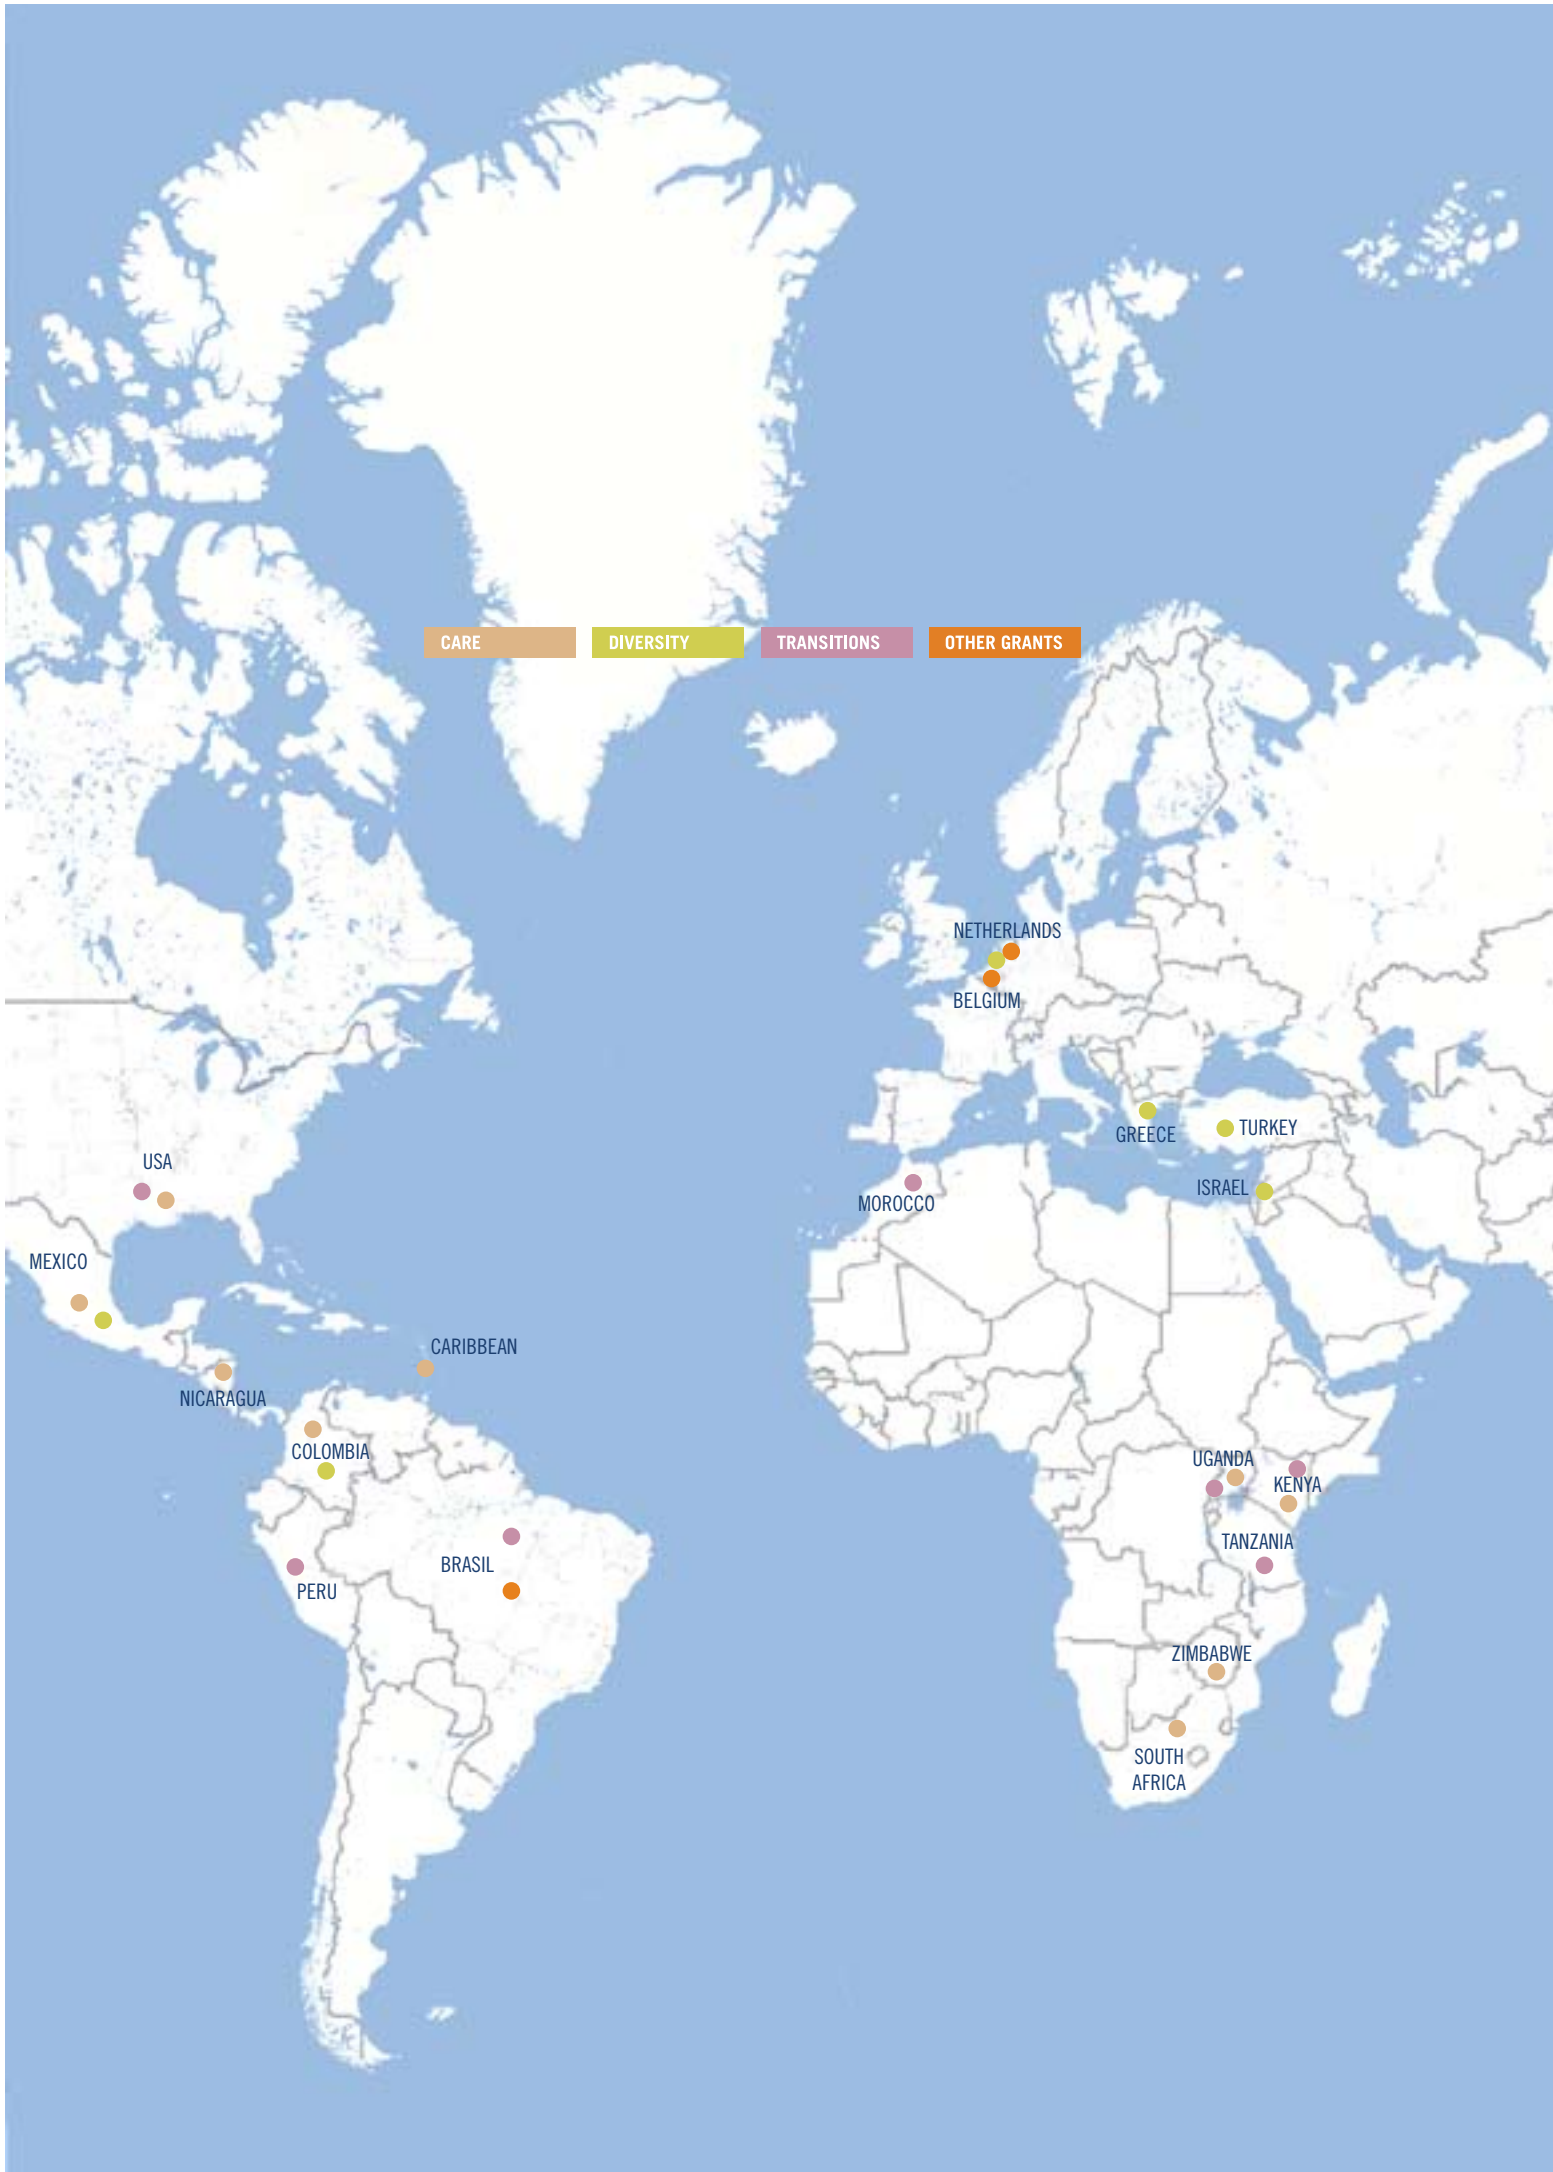 CARE
DIVERSITY
TRANSITIONS
OTHER GRANTS
NETHERLANDS
BELGIUM
GREECE
TURKEY
USA
MOROCCO
ISRAEL
MEXICO
CARIBBEAN
NICARAGUA
COLOMBIA
UGANDA
KENYA
BRASIL
TANZANIA
PERU
ZIMBABWE
SOUTH
AFRICA